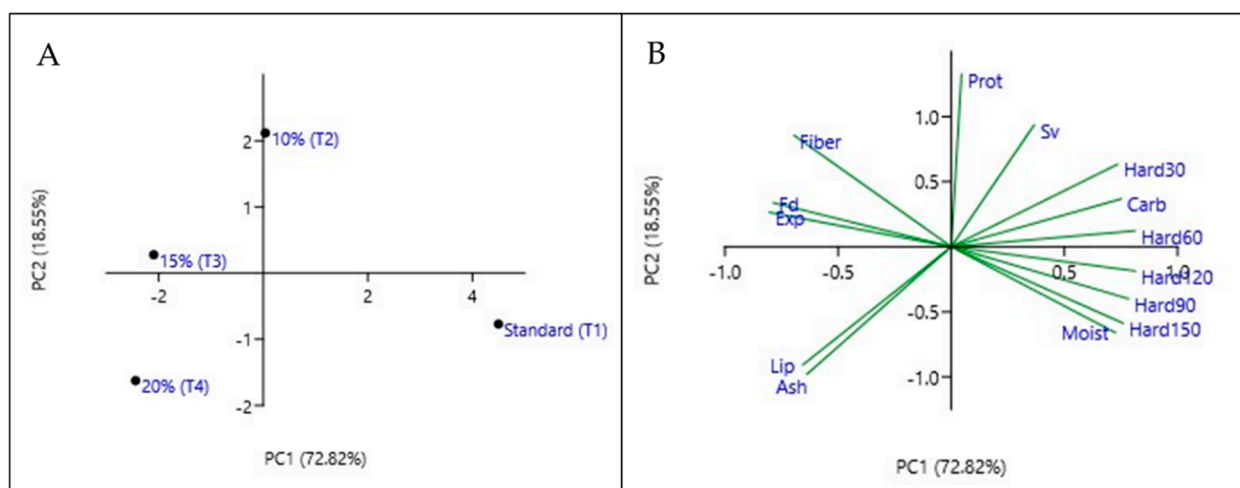 A
2
10% (T2)
1
15% (T3)
-2
2
4
-1
Standard (T1)
20% (T4)
-2
PC2 (18.55%)
PC1 (72.82%)
B
Prot
1.0
Sv
Fiber
0.5
Hard30
Fd
Carb
Exp
Hard60
-1.0
-0.5
0.5
1.0
Hard120
-0.5
Hard90
Moist
Hard150
Lip
-1.0
Ash
PC2 (18.55%)
PC1 (72.82%)